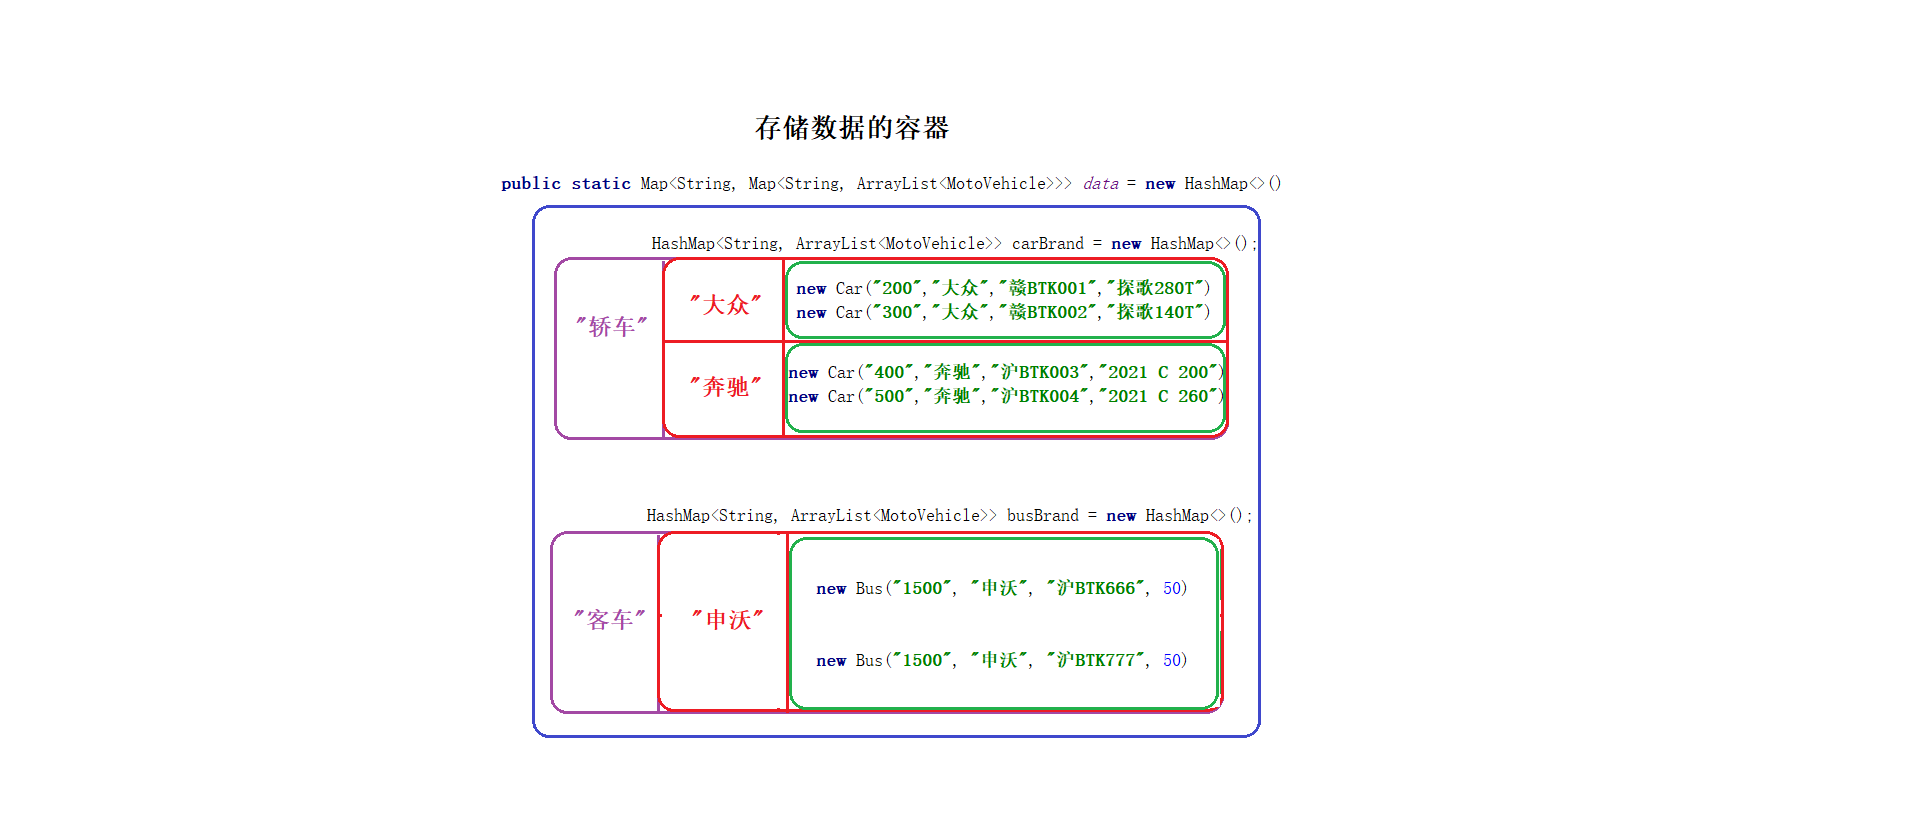 存储数据的容器
public static Map<String, Map<String, ArrayList<MotoVehicle>>> data = new HashMap<>()
HashMap<String, ArrayList<MotoVehicle>> carBrand = new HashMap<>();
"轿车"
"大众"
new Car("200","大众","赣BTK001","探歌280T")
new Car("300","大众","赣BTK002","探歌140T")
"奔驰"
new Car("400","奔驰","沪BTK003","2021 C 200")
new Car("500","奔驰","沪BTK004","2021 C 260")
HashMap<String, ArrayList<MotoVehicle>> busBrand = new HashMap<>();
"客车"
"申沃"
new Bus("1500", "申沃", "沪BTK666", 50)
new Bus("1500", "申沃", "沪BTK777", 50)